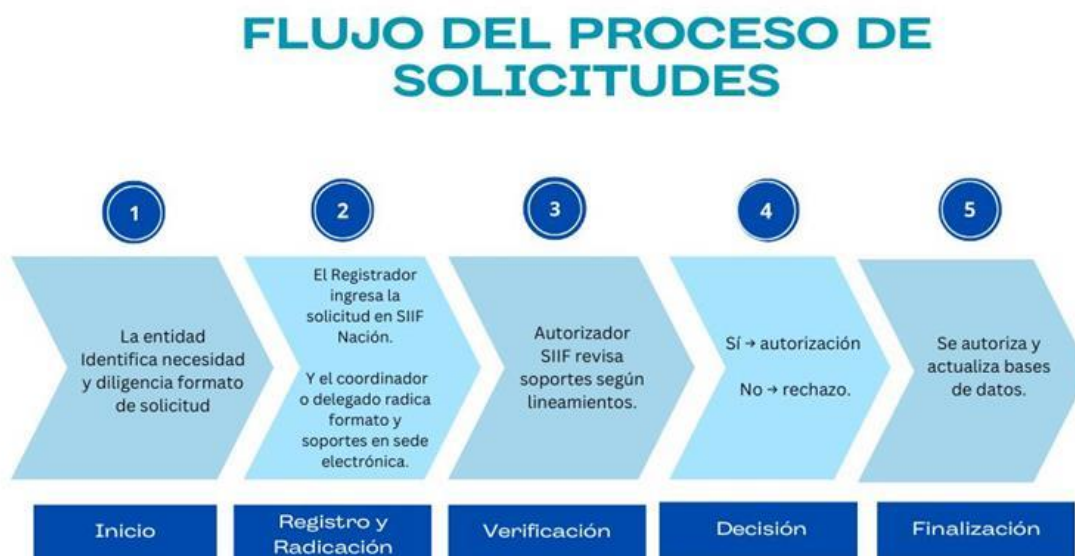 FLUJO DEL PROCESO DE
SOLICITUDES
1
La entidad
Identifica necesidad
y diligencia formato
de solicitud
Inicio
2
El Registrador
ingresa la
solicitud en SIIF
Nación.
Y el coordinador
o delegado radica
formato y
soportes en sede
electrónica.
Registro y
Radicación
3
Autorizador
SIIF revisa
soportes según
lineamientos.
Verificación
4
Sí → autorización
No → rechazo.
Decisión
5
Se autoriza y
actualiza bases
de datos.
Finalización